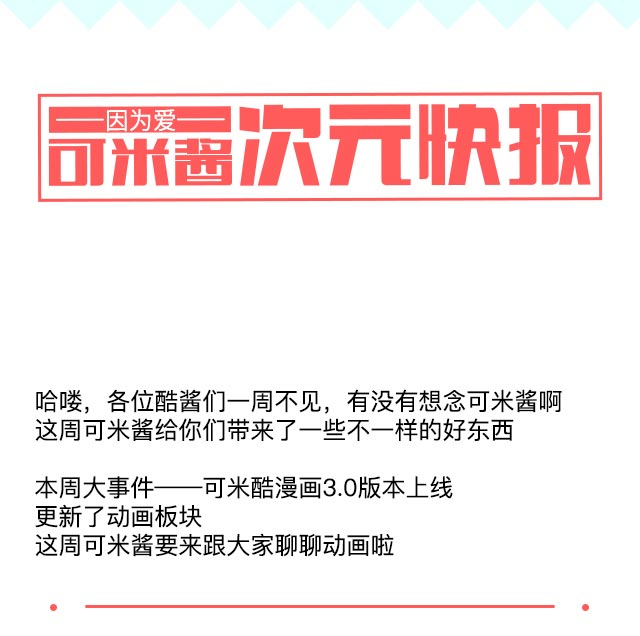 ——因为爱——
可米酱次元快报
哈喽，各位酷酱们一周不见，有没有想念可米酱啊
这周可米酱给你们带来了一些不一样的好东西
本周大事件——可米酷漫画3.0版本上线
更新了动画板块
这周可米酱要来跟大家聊聊动画啦